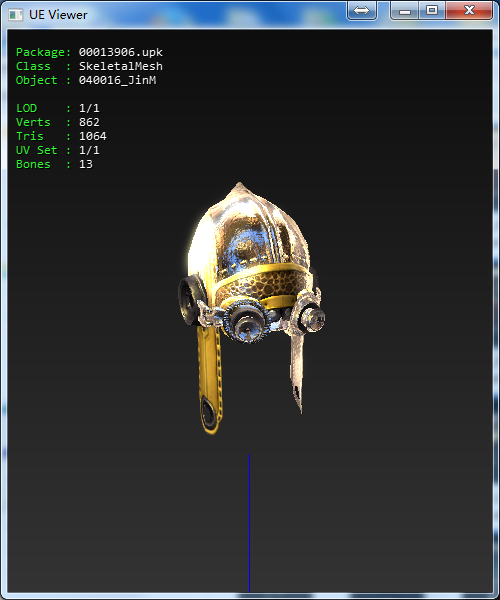 UE Viewer
Package: 00013906.upk
Class : SkeletalMesh
Object : 040016_JinM
LOD : 1/1
Verts : 862
Tris : 1064
UV Set : 1/1
Bones : 13